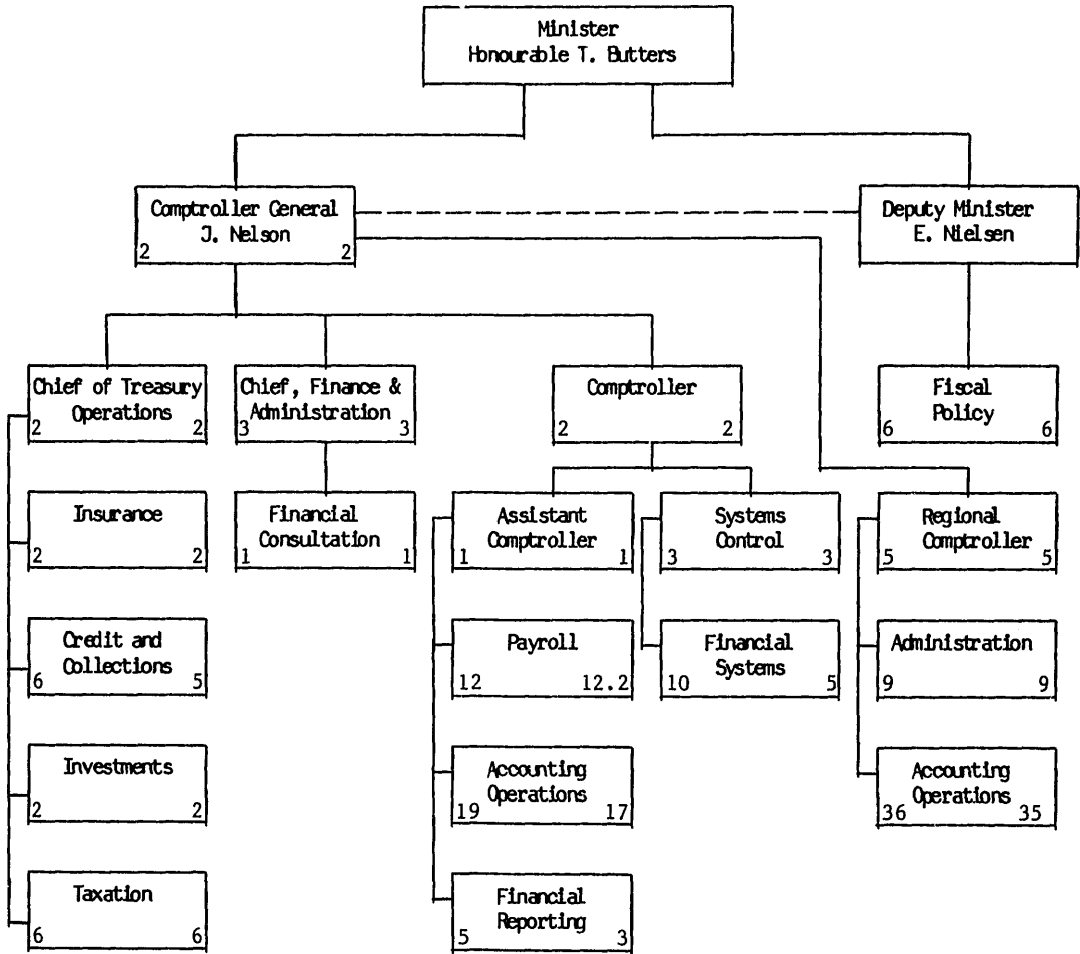 Minister
Honourable T. Butters
Comptroller General
J. Nelson
2 2
Deputy Minister
E. Nielsen
Chief of Treasury
Operations
2 2
Chief, Finance &
Administration
3 3
Comptroller
2 2
Fiscal
Policy
6 6
Insurance
2 2
Financial
Consultation
1 1
Assistant
Comptroller
1 1
Systems
Control
3 3
Regional
Comptroller
5 5
Credit and
Collections
6 5
Payroll
12 12.2
Financial
Systems
10 5
Administration
9 9
Investments
2 2
Accounting
Operations
19 17
Accounting
Operations
36 35
Taxation
6 6
Financial
Reporting
5 3